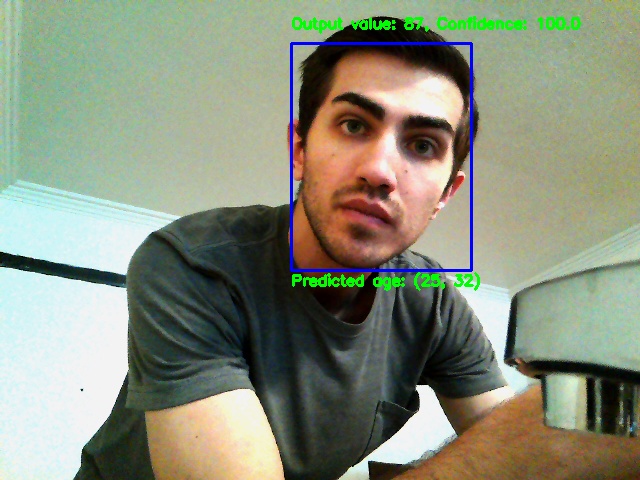 Output value: 87, Confidence: 100.0
Predicted age: (25, 32)